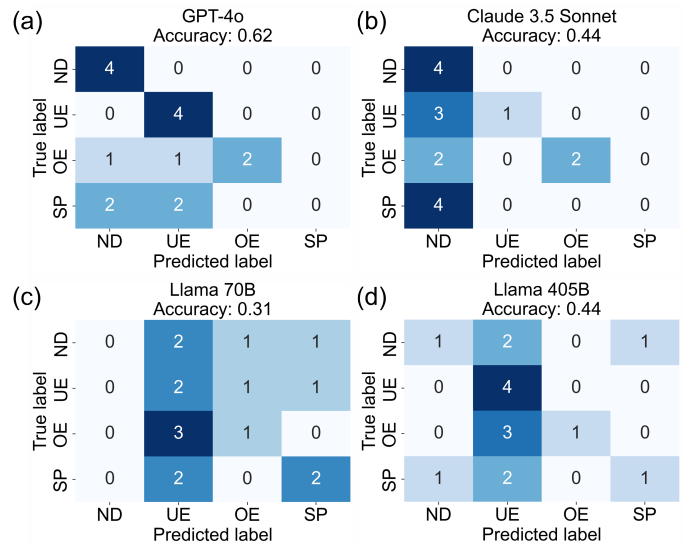 (a)
GPT-4o
Accuracy: 0.62
True label
ND 4 0 0 0
UE 0 4 0 0
OE 1 1 2 0
SP 2 2 0 0
ND UE OE SP
Predicted label
(b)
Claude 3.5 Sonnet
Accuracy: 0.44
True label
ND 4 0 0 0
UE 3 1 0 0
OE 2 0 2 0
SP 4 0 0 0
ND UE OE SP
Predicted label
(c)
Llama 70B
Accuracy: 0.31
True label
ND 0 2 1 1
UE 0 2 1 1
OE 0 3 1 0
SP 0 2 0 2
ND UE OE SP
Predicted label
(d)
Llama 405B
Accuracy: 0.44
True label
ND 1 2 0 1
UE 0 4 0 0
OE 0 3 1 0
SP 1 2 0 1
ND UE OE SP
Predicted label